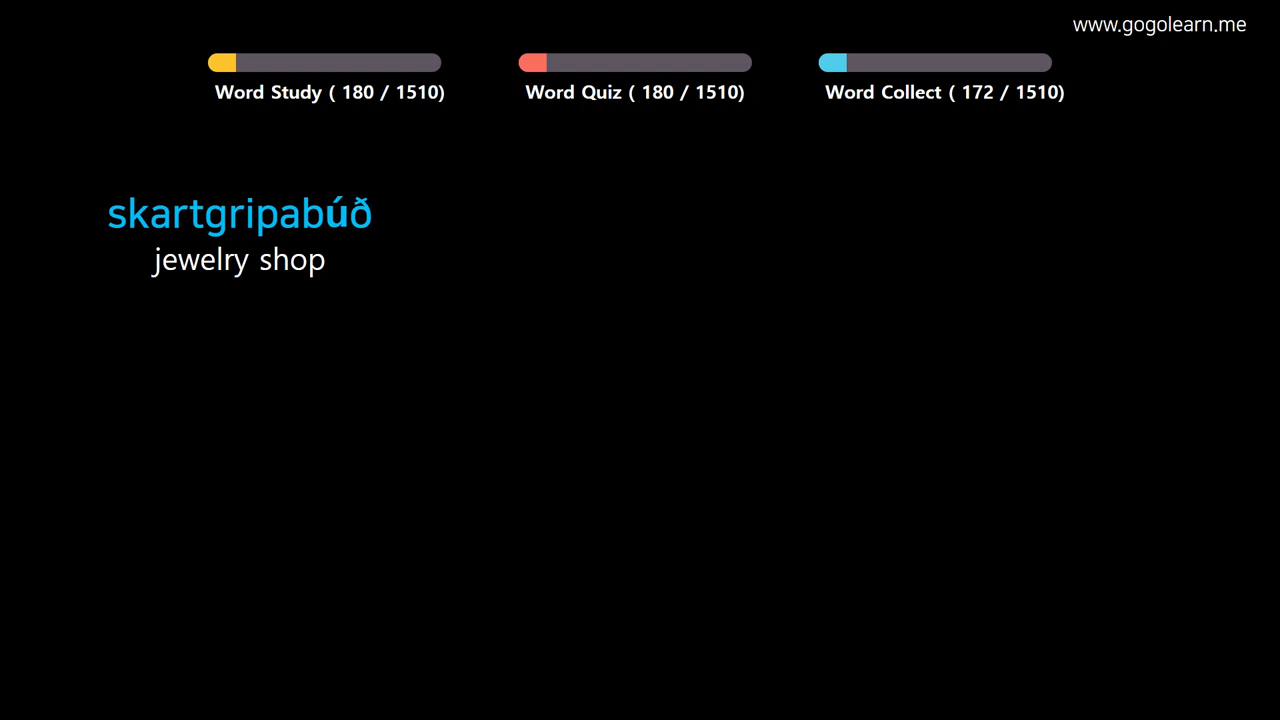 www.gogolearn.me
Word Study ( 180 / 1510)
Word Quiz ( 180 / 1510)
Word Collect ( 172 / 1510)
skartgripabúð
jewelry shop